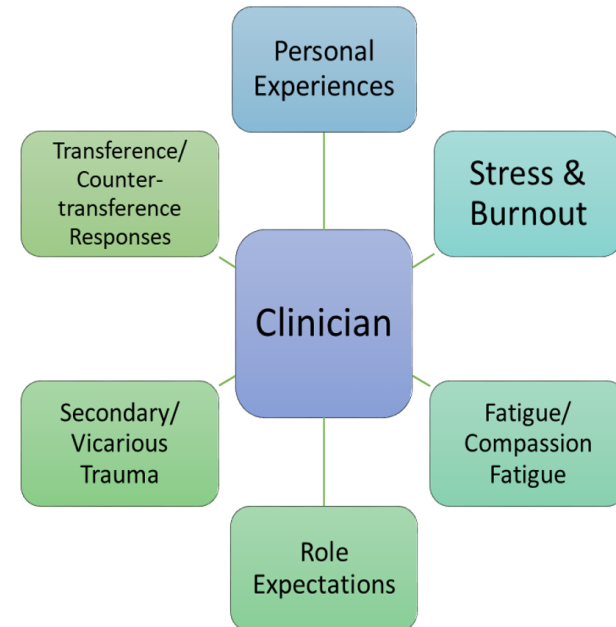 Personal
Experiences
Transference/
Counter-
transference
Responses
Stress &
Burnout
Clinician
Secondary/
Vicarious
Trauma
Fatigue/
Compassion
Fatigue
Role
Expectations